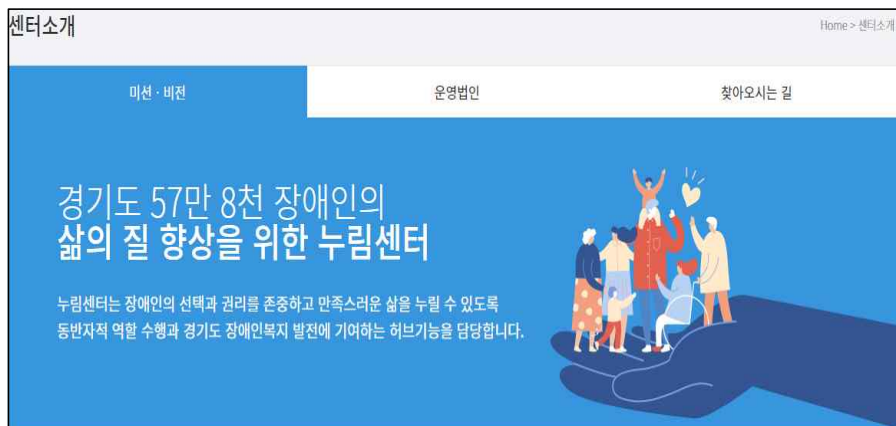 센터소개
Home > 센터소개
미션 · 비전
운영법인
찾아오시는 길
경기도 57만 8천 장애인의
삶의 질 향상을 위한 누림센터
누림센터는 장애인의 선택과 권리를 존중하고 만족스러운 삶을 누릴 수 있도록
동반자적 역할 수행과 경기도 장애인복지 발전에 기여하는 허브기능을 담당합니다.